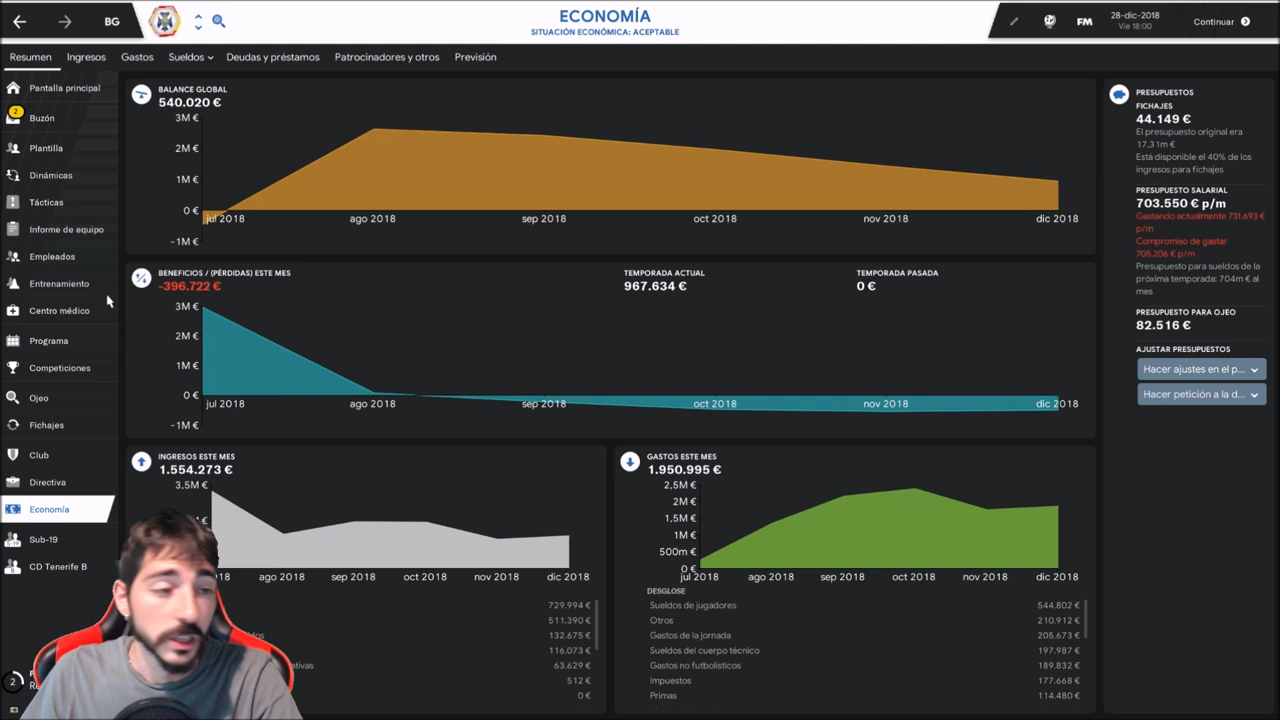 BG
ECONOMÍA
SITUACIÓN ECONÓMICA: ACEPTABLE
FM
28-dic-2018
Vie 18:00
Continuar
Resumen
Ingresos
Gastos
Sueldos
Deudas y préstamos
Patrocinadores y otros
Previsión
Pantalla principal
2
Buzón
Plantilla
Dinámicas
Tácticas
Informe de equipo
Empleados
Entrenamiento
Centro médico
Programa
Competiciones
Ojeo
Fichajes
Club
Directiva
Economía
Sub-19
CD Tenerife B
2
BALANCE GLOBAL
540.020 €
3M €
2M €
1M €
0 €
-1M €
jul 2018
ago 2018
sep 2018
oct 2018
nov 2018
dic 2018
BENEFICIOS / (PÉRDIDAS) ESTE MES
-396.722 €
TEMPORADA ACTUAL
967.634 €
TEMPORADA PASADA
0 €
3M €
2M €
1M €
0 €
-1M €
jul 2018
ago 2018
sep 2018
oct 2018
nov 2018
dic 2018
INGRESOS ESTE MES
1.554.273 €
3,5M €
ago 2018
sep 2018
oct 2018
nov 2018
dic 2018
729.994 €
511.390 €
132.675 €
116.073 €
63.629 €
512 €
0 €
GASTOS ESTE MES
1.950.995 €
2,5M €
2M €
1,5M €
1M €
500m €
0 €
jul 2018
ago 2018
sep 2018
oct 2018
nov 2018
dic 2018
DESGLOSE
Sueldos de jugadores 544.802 €
Otros 210.912 €
Gastos de la jornada 205.673 €
Sueldos del cuerpo técnico 197.987 €
Gastos no futbolísticos 189.832 €
Impuestos 177.668 €
Primas 114.480 €
PRESUPUESTOS
FICHAJES
44.149 €
El presupuesto original era
17,31m €
Está disponible el 40% de los
ingresos para fichajes
PRESUPUESTO SALARIAL
703.550 € p/m
Gastando actualmente 731.693 €
p/m
Compromiso de gastar
705.206 € p/m
Presupuesto para sueldos de la
próxima temporada: 704m € al
mes
PRESUPUESTO PARA OJEO
82.516 €
AJUSTAR PRESUPUESTOS
Hacer ajustes en el p...
Hacer petición a la d...